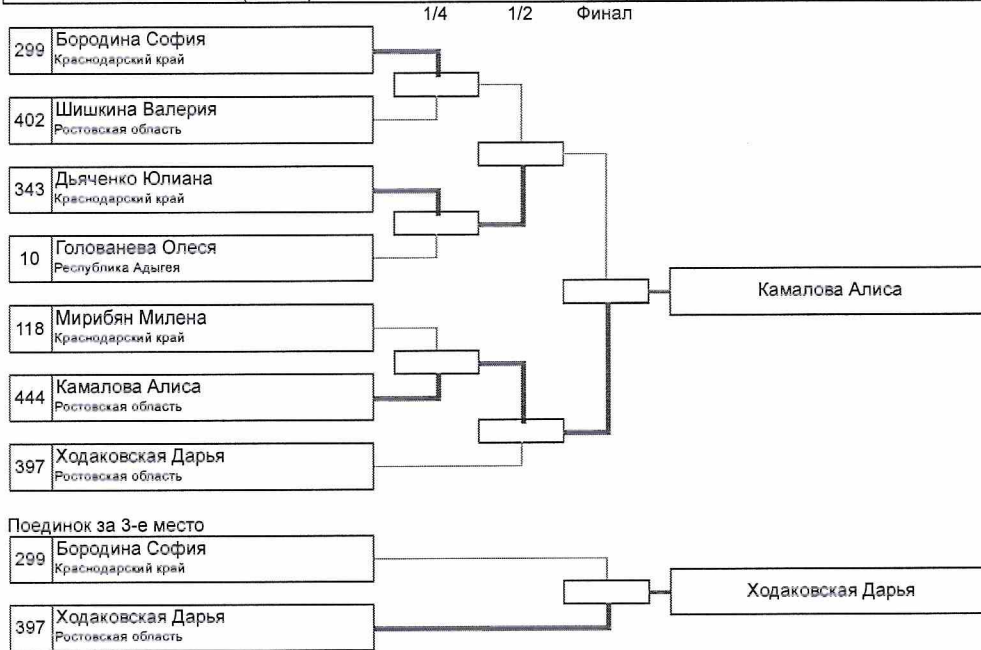 1/4 1/2 Финал
299 Бородина София
Краснодарский край
402 Шишкина Валерия
Ростовская область
343 Дьяченко Юлиана
Краснодарский край
10 Голованева Олеся
Республика Адыгея
118 Мирибян Милена
Краснодарский край
444 Камалова Алиса
Ростовская область
397 Ходаковская Дарья
Ростовская область
Камалова Алиса
Поединок за 3-е место
299 Бородина София
Краснодарский край
397 Ходаковская Дарья
Ростовская область
Ходаковская Дарья